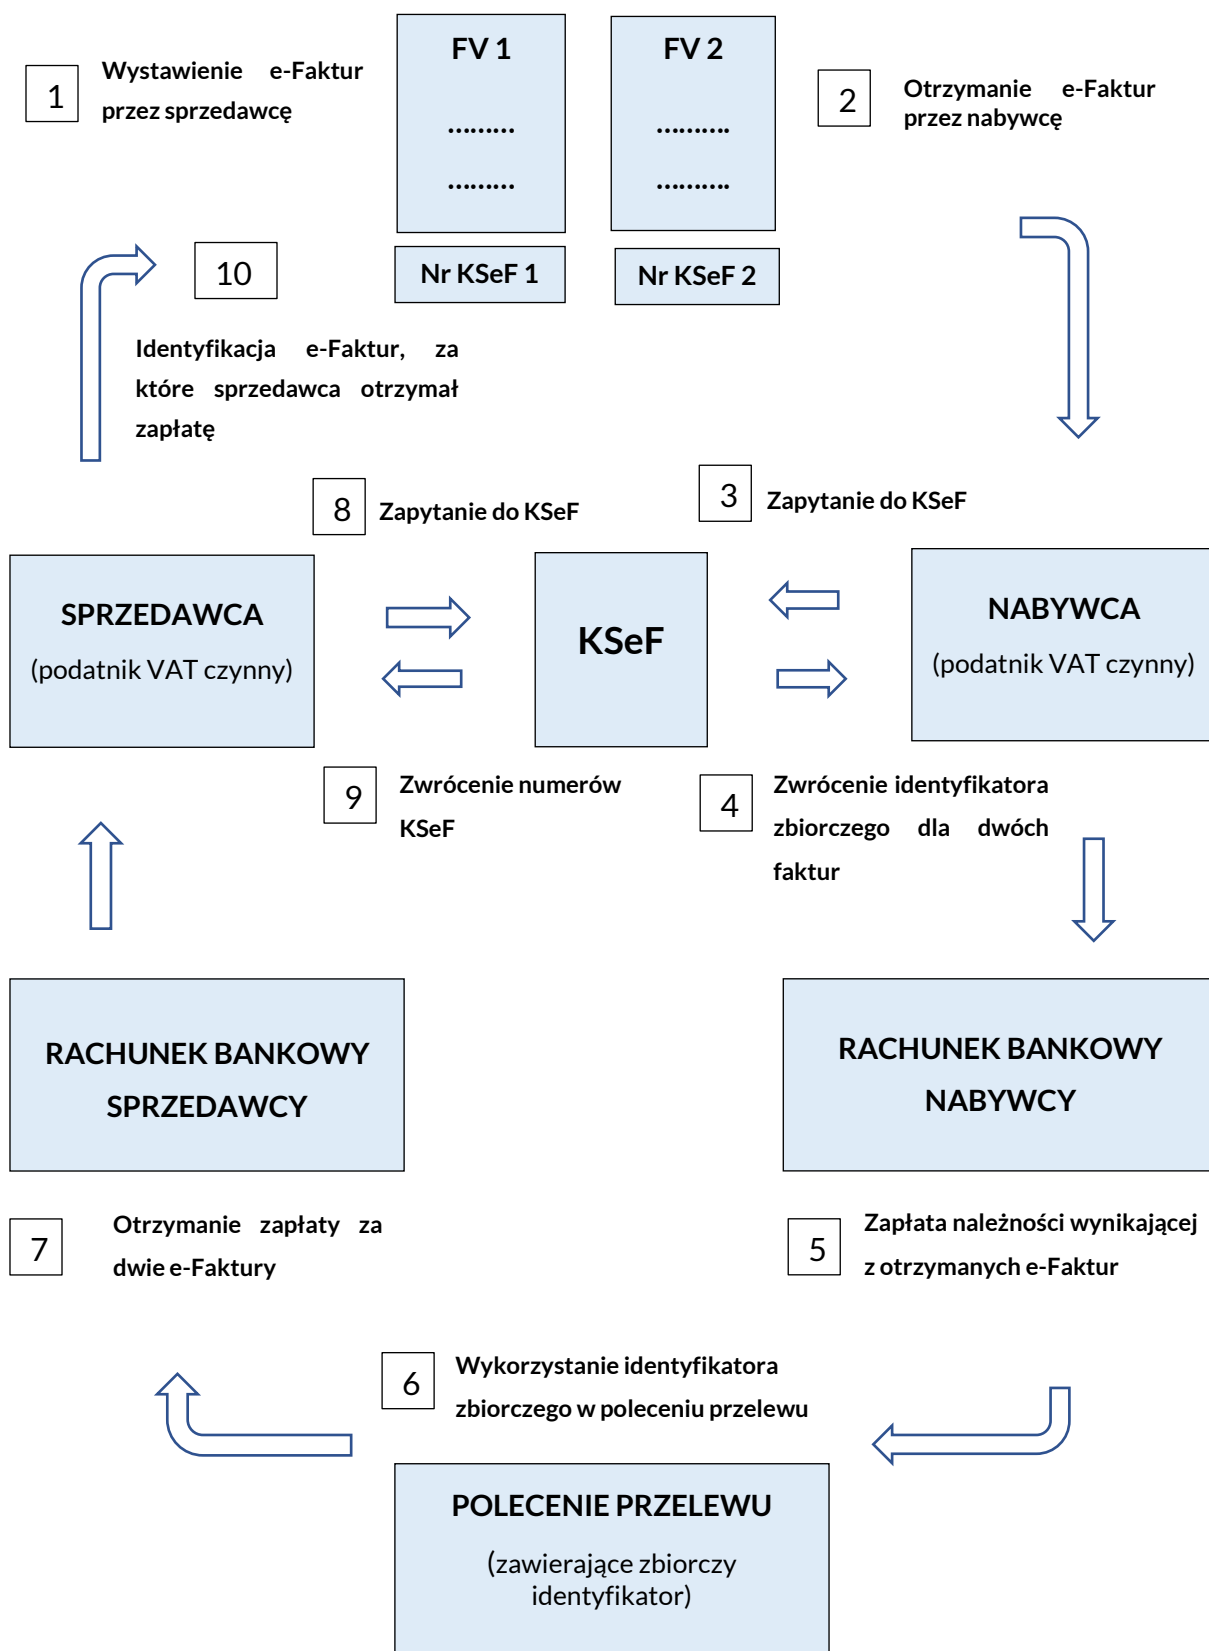 FV 1
.........
.........
FV 2
..........
..........
1
Wystawienie e-Faktur
przez sprzedawcę
2
Otrzymanie e-Faktur
przez nabywcę
Nr KSeF 1
Nr KSeF 2
10
Identyfikacja e-Faktur, za
które sprzedawca otrzymał
zapłatę
8
Zapytanie do KSeF
3
Zapytanie do KSeF
SPRZEDAWCA
(podatnik VAT czynny)
KSeF
NABYWCA
(podatnik VAT czynny)
9
Zwrócenie numerów
KSeF
4
Zwrócenie identyfikatora
zbiorczego dla dwóch
faktur
RACHUNEK BANKOWY
SPRZEDAWCY
RACHUNEK BANKOWY
NABYWCY
7
Otrzymanie zapłaty za
dwie e-Faktury
5
Zapłata należności wynikającej
z otrzymanych e-Faktur
6
Wykorzystanie identyfikatora
zbiorczego w poleceniu przelewu
POLECENIE PRZELEWU
(zawierające zbiorczy
identyfikator)